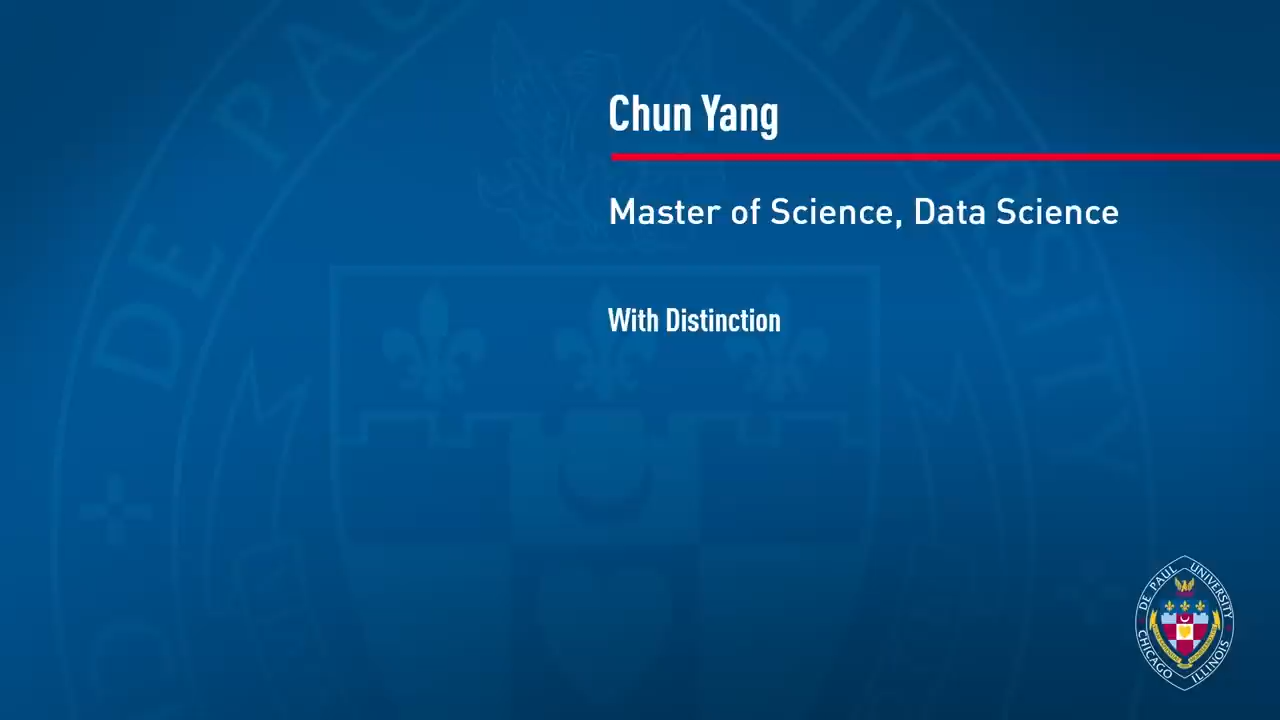 Chun Yang
Master of Science, Data Science
With Distinction
DE PAUL UNIVERSITY
CHICAGO ILLINOIS